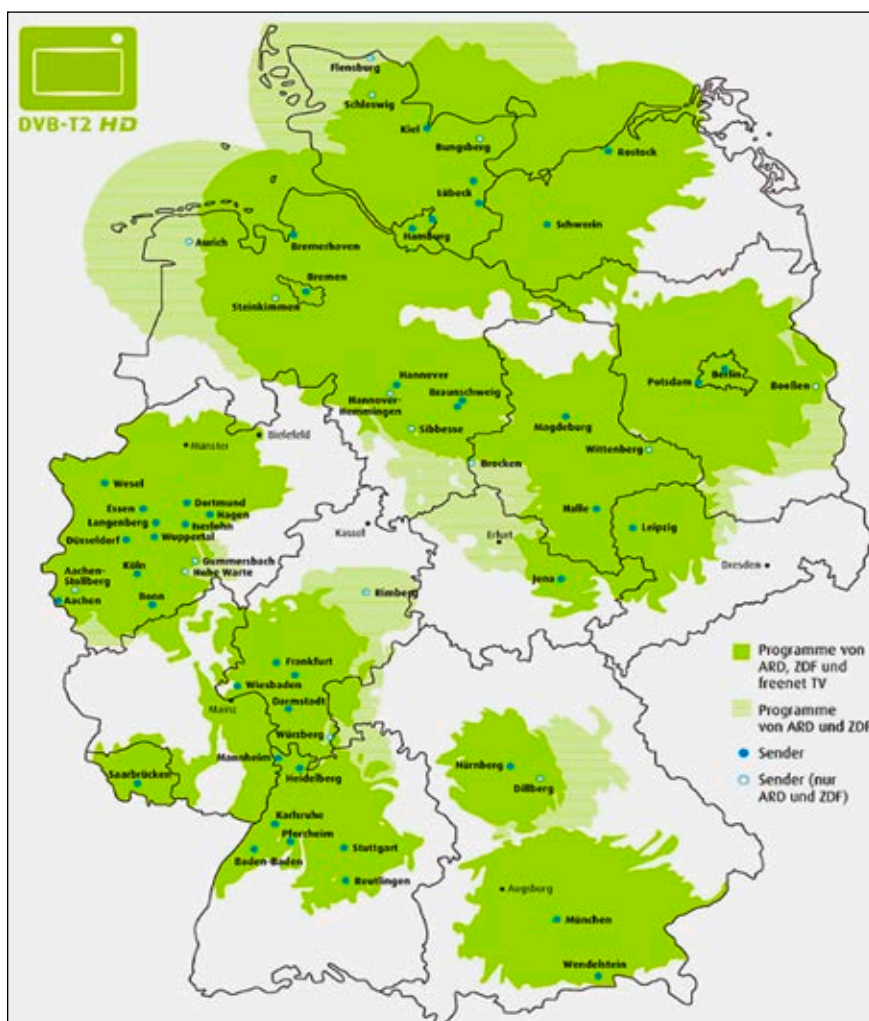 DVB-T2 HD
Flensburg
Schleswig
Kiel
Bungsberg
Rostock
Lübeck
Schwerin
Hamburg
Aurich
Bremerhaven
Bremen
Steinkimmen
Hannover
Hannover-
Hemmingen
Braunschweig
Sibbesse
Magdeburg
Potsdam
Berlin
Booßen
Wittenberg
Brocken
Münster
Bielefeld
Wesel
Essen
Dortmund
Hagen
Langenberg
Iserlohn
Düsseldorf
Wuppertal
Kassel
Halle
Leipzig
Erfurt
Dresden
Gummersbach
Hohe Warte
Köln
Aachen-
Stollberg
Aachen
Bonn
Jena
Rimberg
Frankfurt
Wiesbaden
Mainz
Darmstadt
Würzberg
Mannheim
Heidelberg
Saarbrücken
Nürnberg
Dillberg
Karlsruhe
Pforzheim
Stuttgart
Baden-Baden
Reutlingen
Augsburg
München
Wendelstein
Programme von
ARD, ZDF und
freenet TV
Programme
von ARD und ZDF
Sender
Sender (nur
ARD und ZDF)